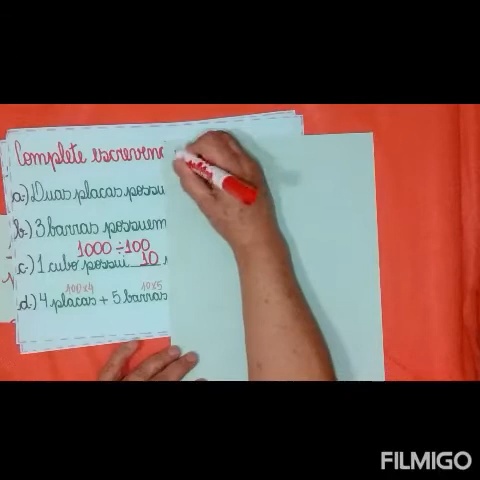 Complete escreven
a-) Duas placas possu
b-) 3 barras possuem
1000 ÷ 100
c-) 1 cubo possui 10
100x4 10x5
d-) 4 placas + 5 barras
FILMIGO